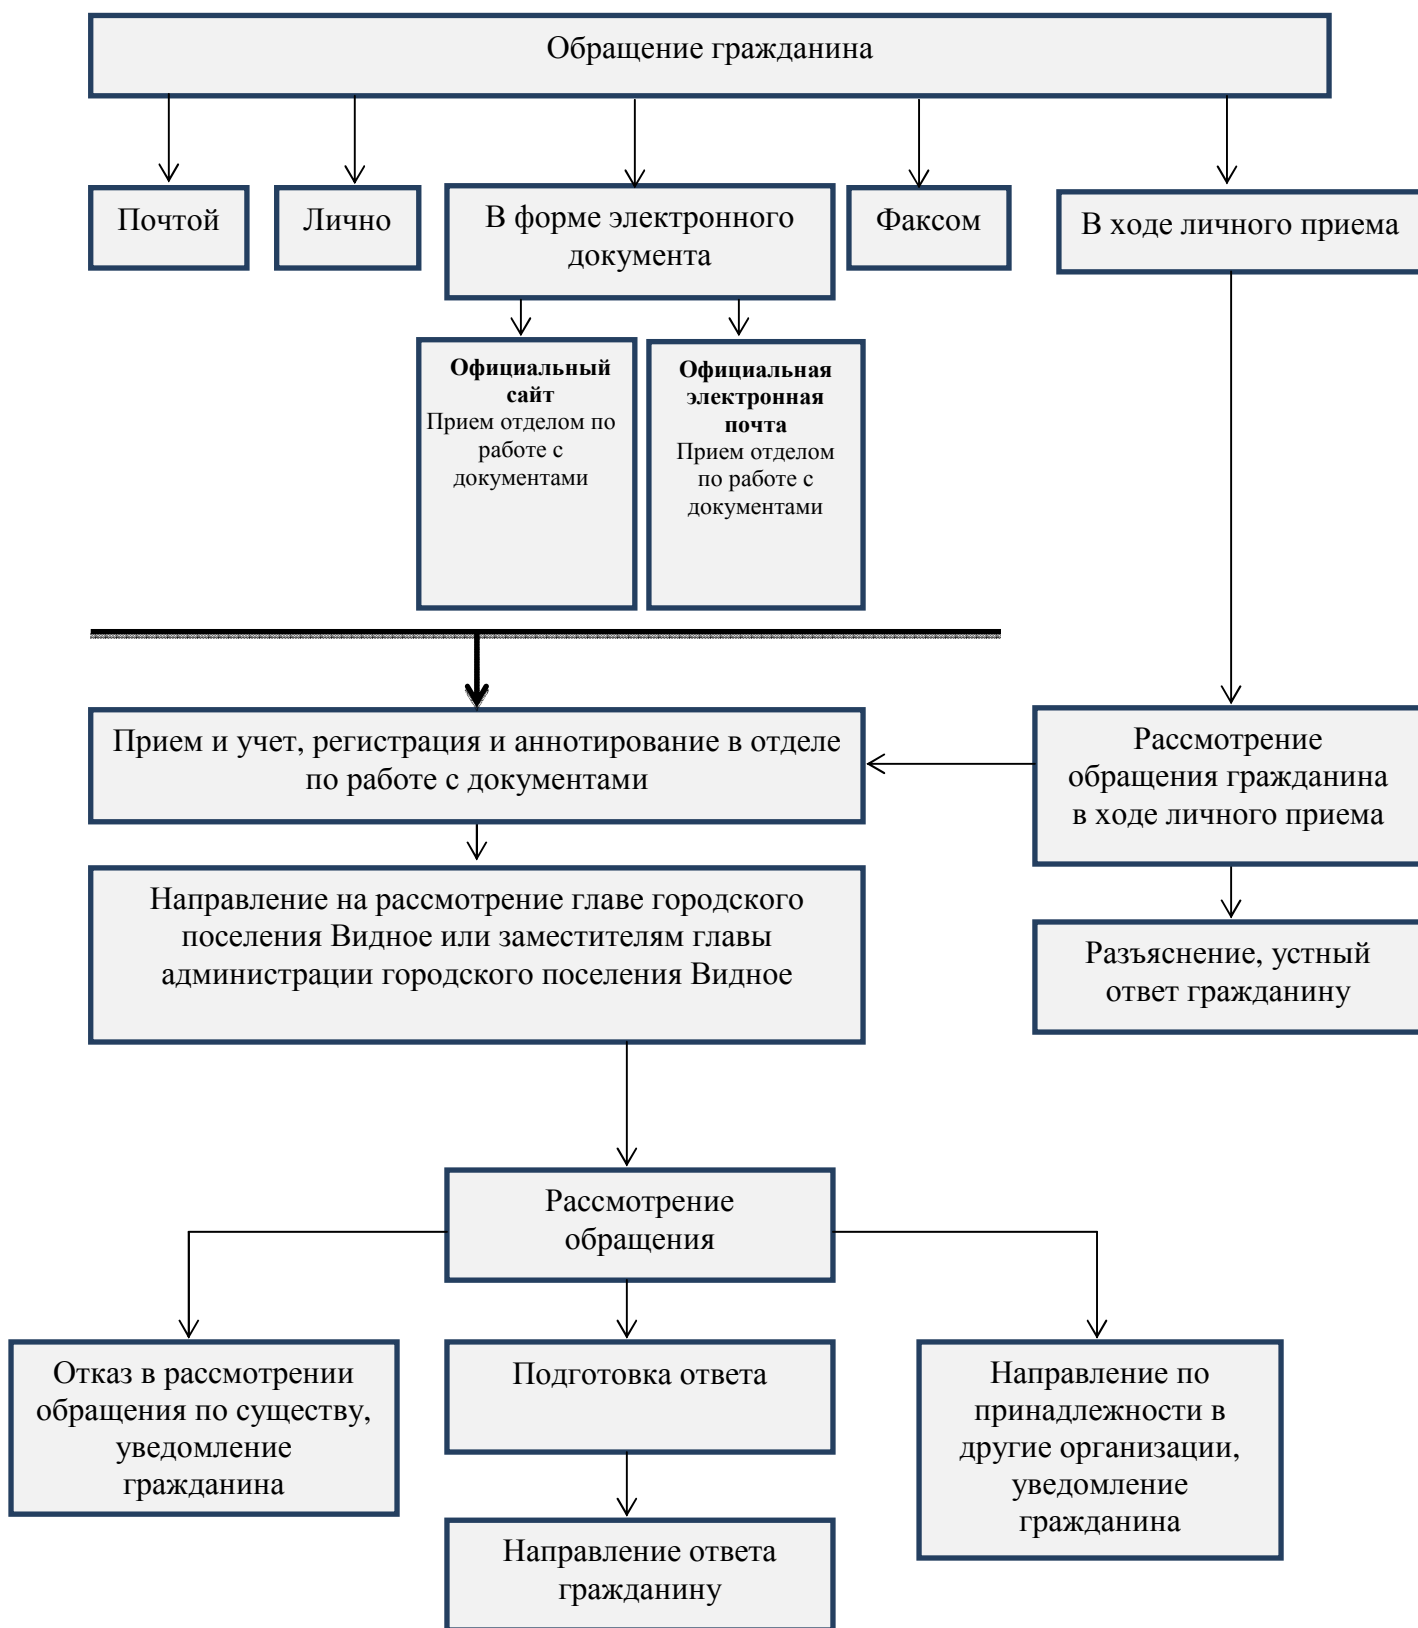 Обращение гражданина
Почтой
Лично
В форме электронного
документа
Факсом
В ходе личного приема
Официальный
сайт
Прием отделом по
работе с
документами
Официальная
электронная
почта
Прием отделом
по работе с
документами
Прием и учет, регистрация и аннотирование в отделе
по работе с документами
Рассмотрение
обращения гражданина
в ходе личного приема
Направление на рассмотрение главе городского
поселения Видное или заместителям главы
администрации городского поселения Видное
Разъяснение, устный
ответ гражданину
Рассмотрение
обращения
Отказ в рассмотрении
обращения по существу,
уведомление
гражданина
Подготовка ответа
Направление по
принадлежности в
другие организации,
уведомление
гражданина
Направление ответа
гражданину